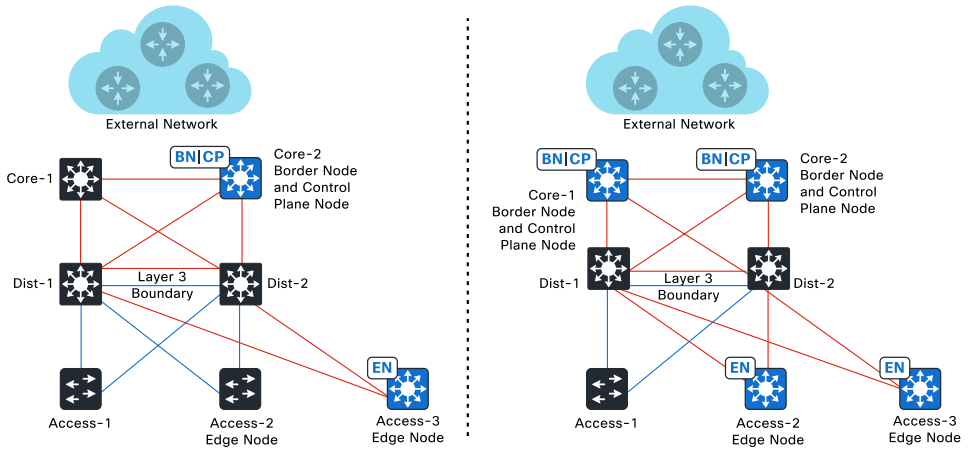 External Network
BN|CP
Core-1
Core-2
Border Node
and Control
Plane Node
Dist-1
Layer 3
Boundary
Dist-2
EN
Access-1
Access-2
Edge Node
Access-3
Edge Node
External Network
BN|CP
BN|CP
Core-2
Border Node
and Control
Plane Node
Core-1
Border Node
and Control
Plane Node
Dist-1
Layer 3
Boundary
Dist-2
EN
EN
Access-1
Access-2
Edge Node
Access-3
Edge Node